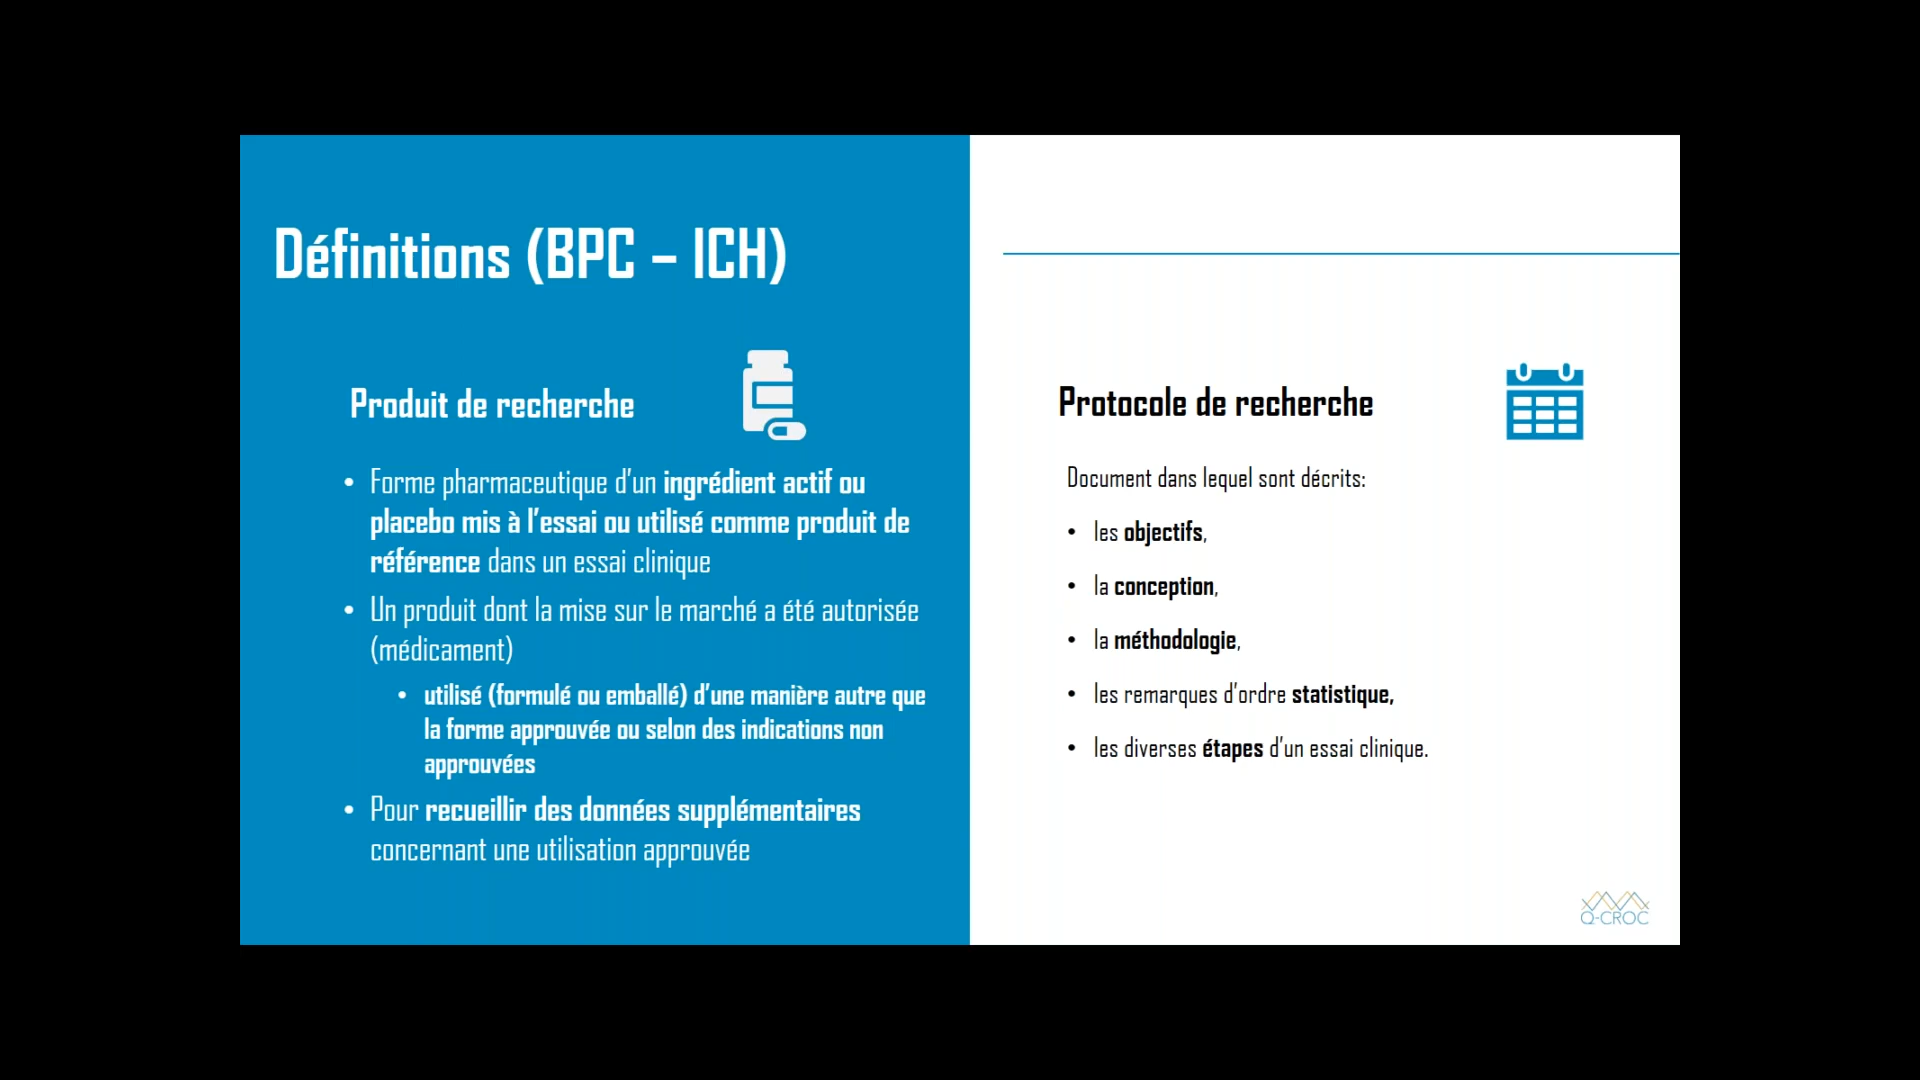 Définitions (BPC – ICH)
Produit de recherche
• Forme pharmaceutique d'un ingrédient actif ou
placebo mis à l'essai ou utilisé comme produit de
référence dans un essai clinique
• Un produit dont la mise sur le marché a été autorisée
(médicament)
• utilisé (formulé ou emballé) d'une manière autre que
la forme approuvée ou selon des indications non
approuvées
• Pour recueillir des données supplémentaires
concernant une utilisation approuvée
Protocole de recherche
Document dans lequel sont décrits:
• les objectifs,
• la conception,
• la méthodologie,
• les remarques d'ordre statistique,
• les diverses étapes d'un essai clinique.
Q-CROC